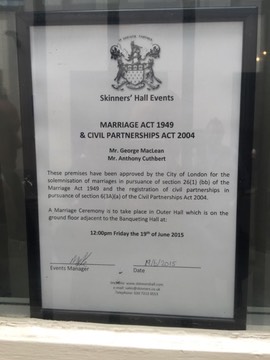 Skinners' Hall Events
MARRIAGE ACT 1949
& CIVIL PARTNERSHIPS ACT 2004
Mr. George MacLean
Mr. Anthony Cuthbert
These premises have been approved by the City of London for the
solemnisation of marriages in pursuance of section 26(1) (bb) of the
Marriage Act 1949 and the registration of civil partnerships in
pursuance of section 6(3A)(a) of the Civil Partnerships Act 2004.
A Marriage Ceremony is to take place in Outer Hall which is on the
ground floor adjacent to the Banqueting Hall at:
12:00pm Friday the 19th of June 2015
Events Manager Date